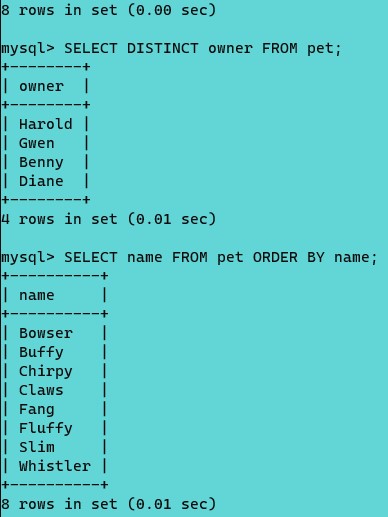 8 rows in set (0.00 sec)
mysql> SELECT DISTINCT owner FROM pet;
+--------+
| owner  |
+--------+
| Harold |
| Gwen   |
| Benny  |
| Diane  |
+--------+
4 rows in set (0.01 sec)
mysql> SELECT name FROM pet ORDER BY name;
+----------+
| name     |
+----------+
| Bowser   |
| Buffy    |
| Chirpy   |
| Claws    |
| Fang     |
| Fluffy   |
| Slim     |
| Whistler |
+----------+
8 rows in set (0.01 sec)